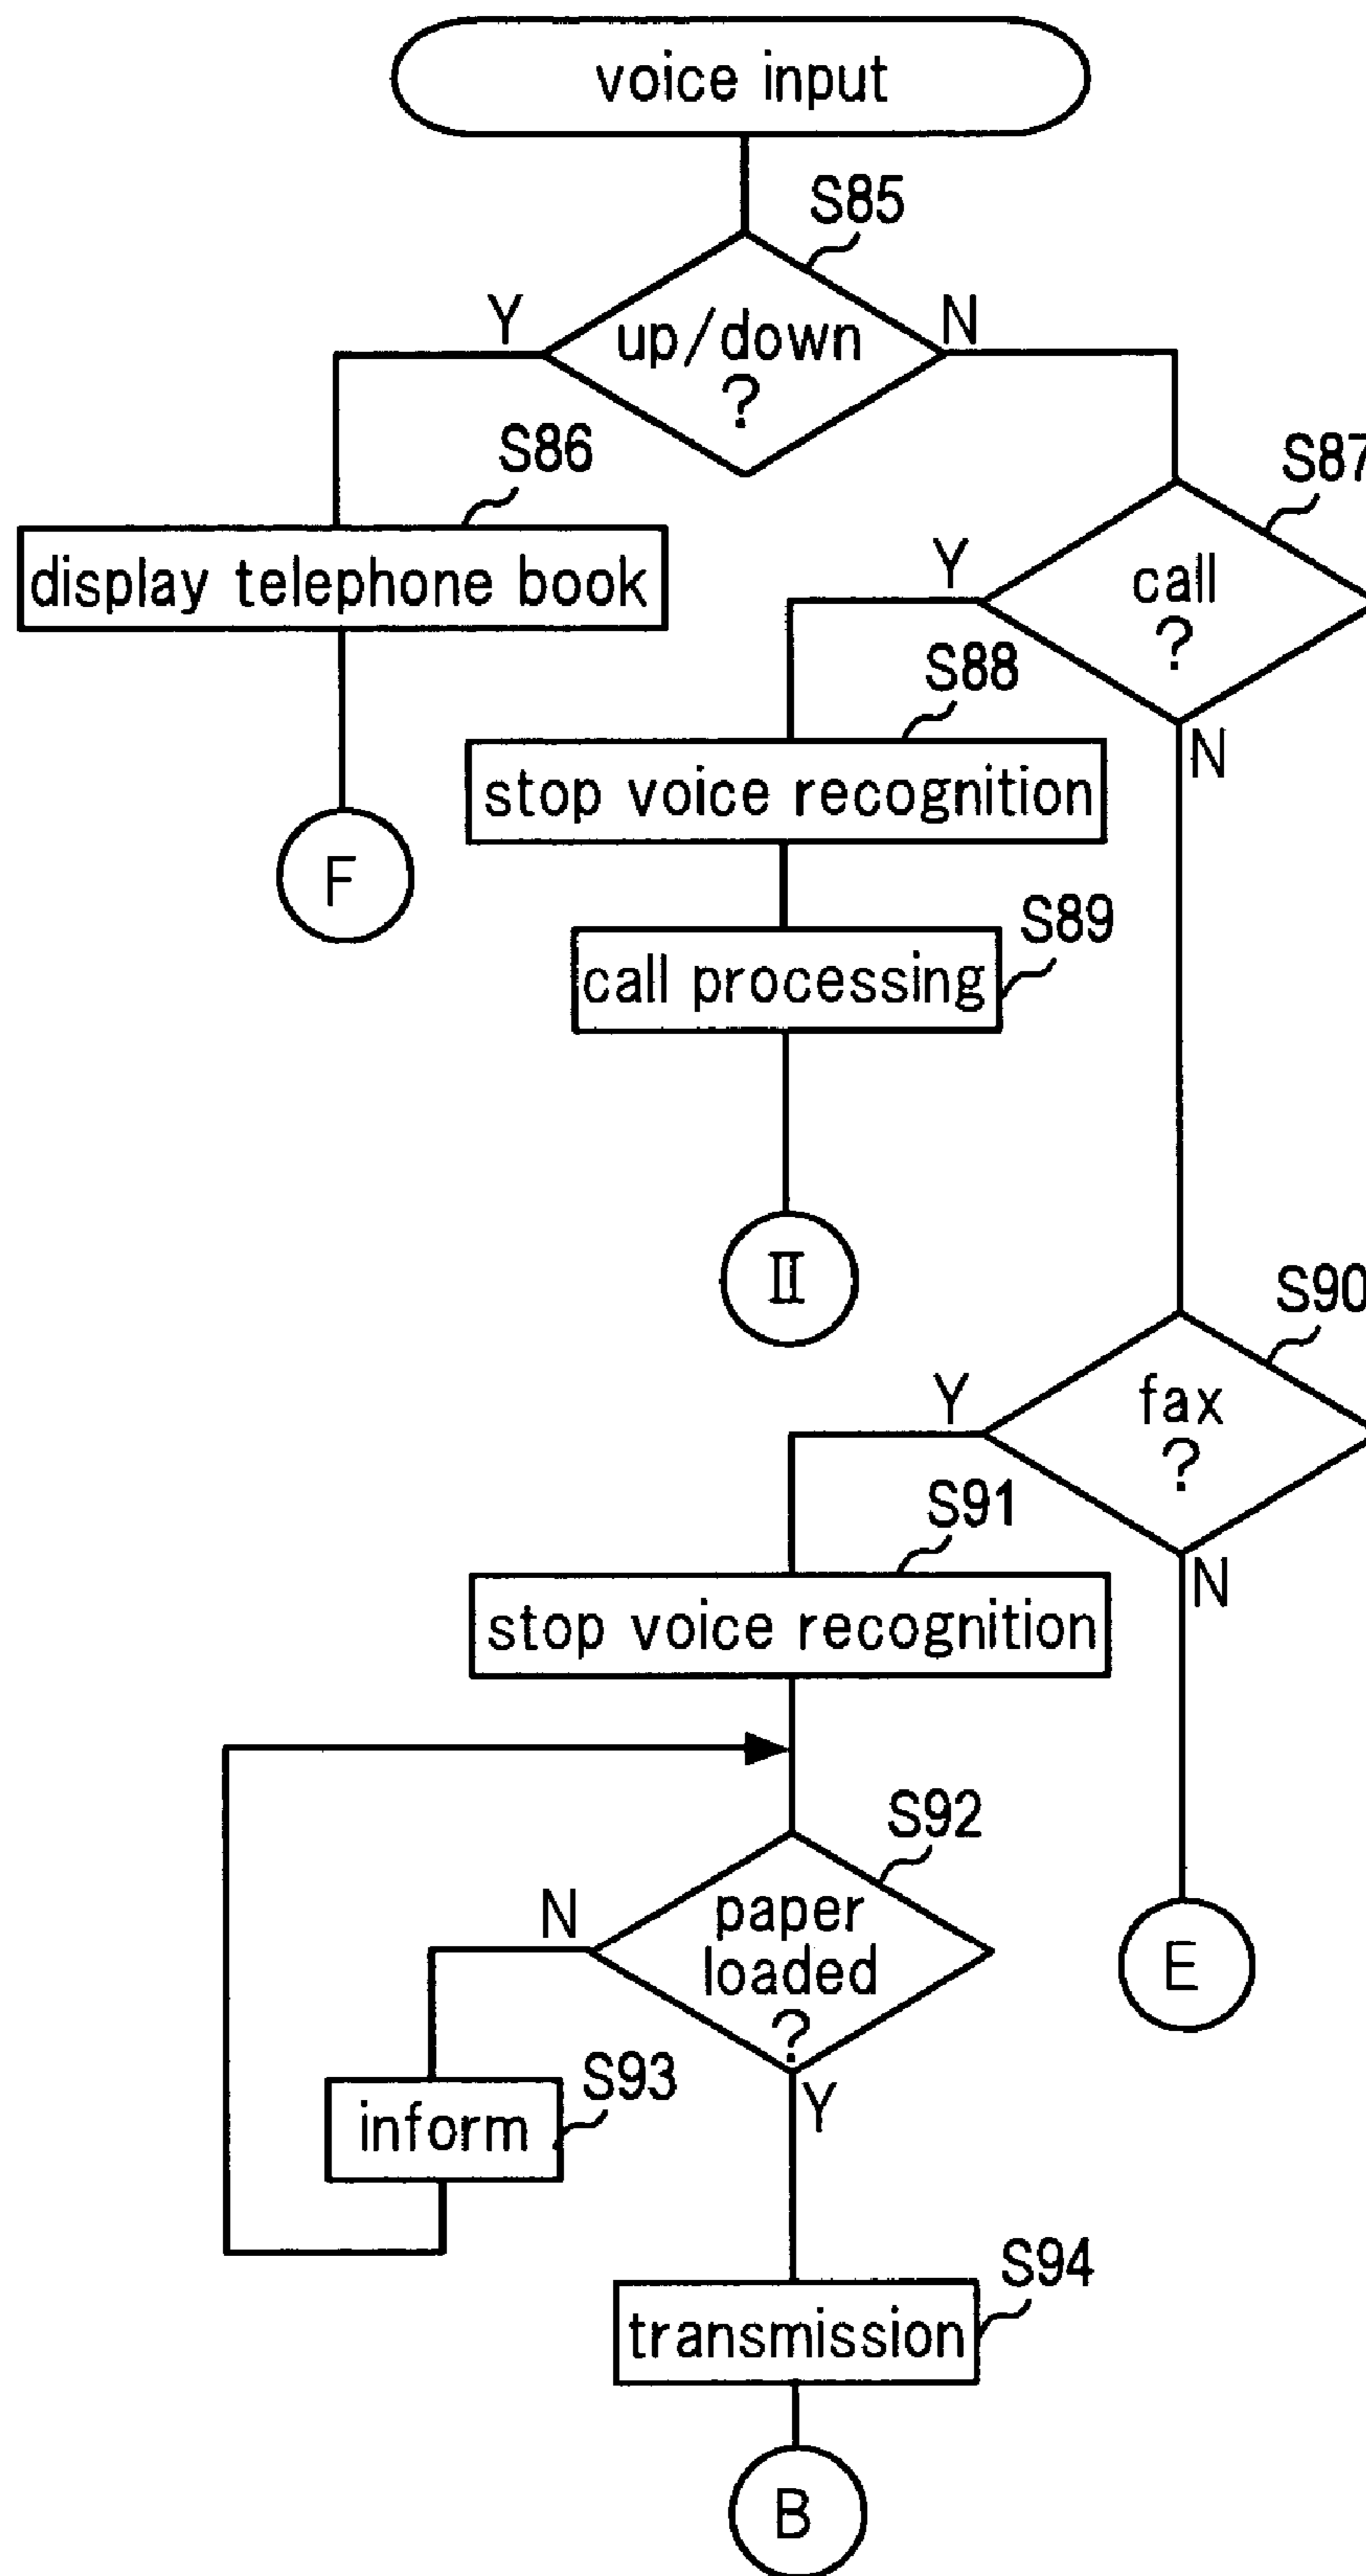 voice input
S85
Y
up/down
?
N
S86
display telephone book
S87
Y
call
?
N
S88
stop voice recognition
F
S89
call processing
II
S90
Y
fax
?
N
S91
stop voice recognition
S92
N
paper
loaded
?
Y
E
S93
inform
S94
transmission
B